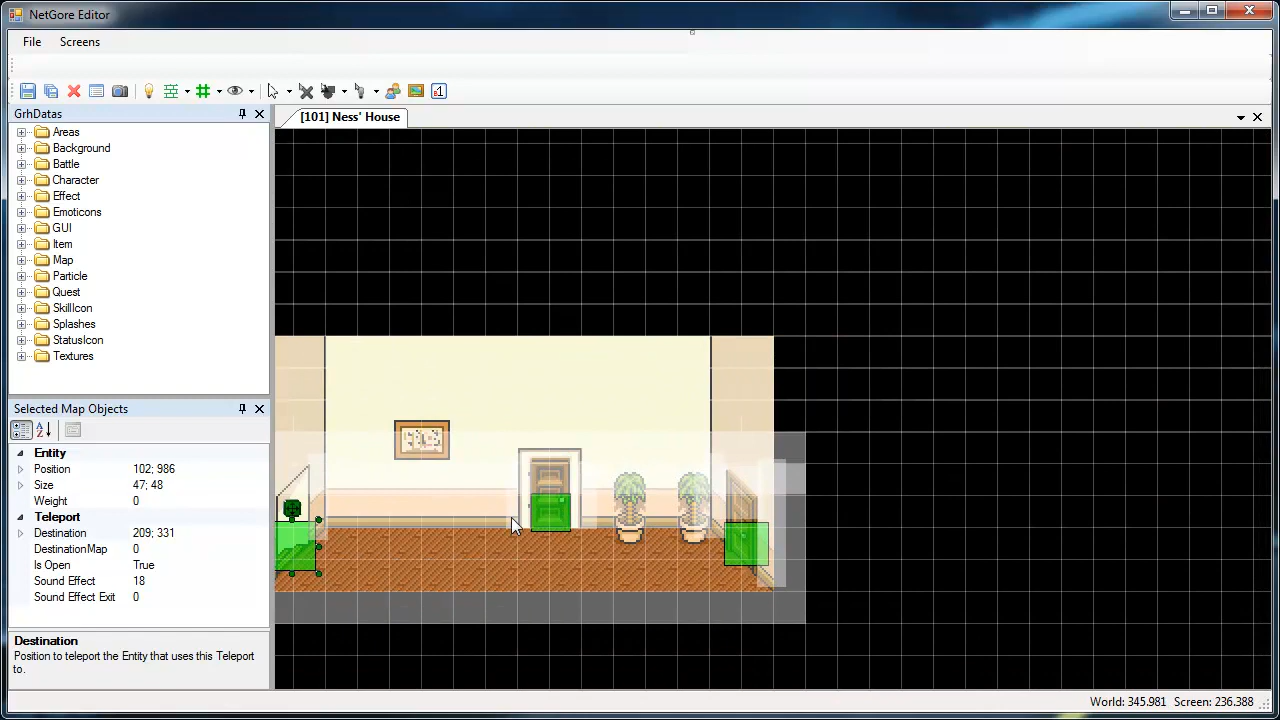 NetGore Editor
File Screens
GrhDatas
[101] Ness' House
Areas
Background
Battle
Character
Effect
Emoticons
GUI
Item
Map
Particle
Quest
SkillIcon
Splashes
StatusIcon
Textures
Selected Map Objects
Entity
Position 102; 986
Size 47; 48
Weight 0
Teleport
Destination 209; 331
DestinationMap 0
Is Open True
Sound Effect 18
Sound Effect Exit 0
Destination
Position to teleport the Entity that uses this Teleport
to.
World: 345.981 Screen: 236.388